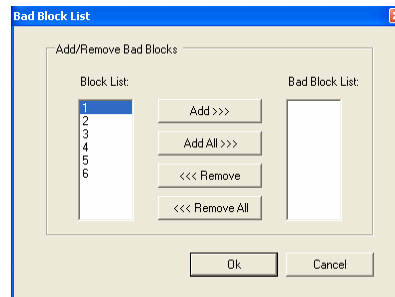 Bad Block List
Add/Remove Bad Blocks
Block List:
Bad Block List:
1
2
3
4
5
6
Add >>>
Add All >>>
<<< Remove
<<< Remove All
Ok
Cancel